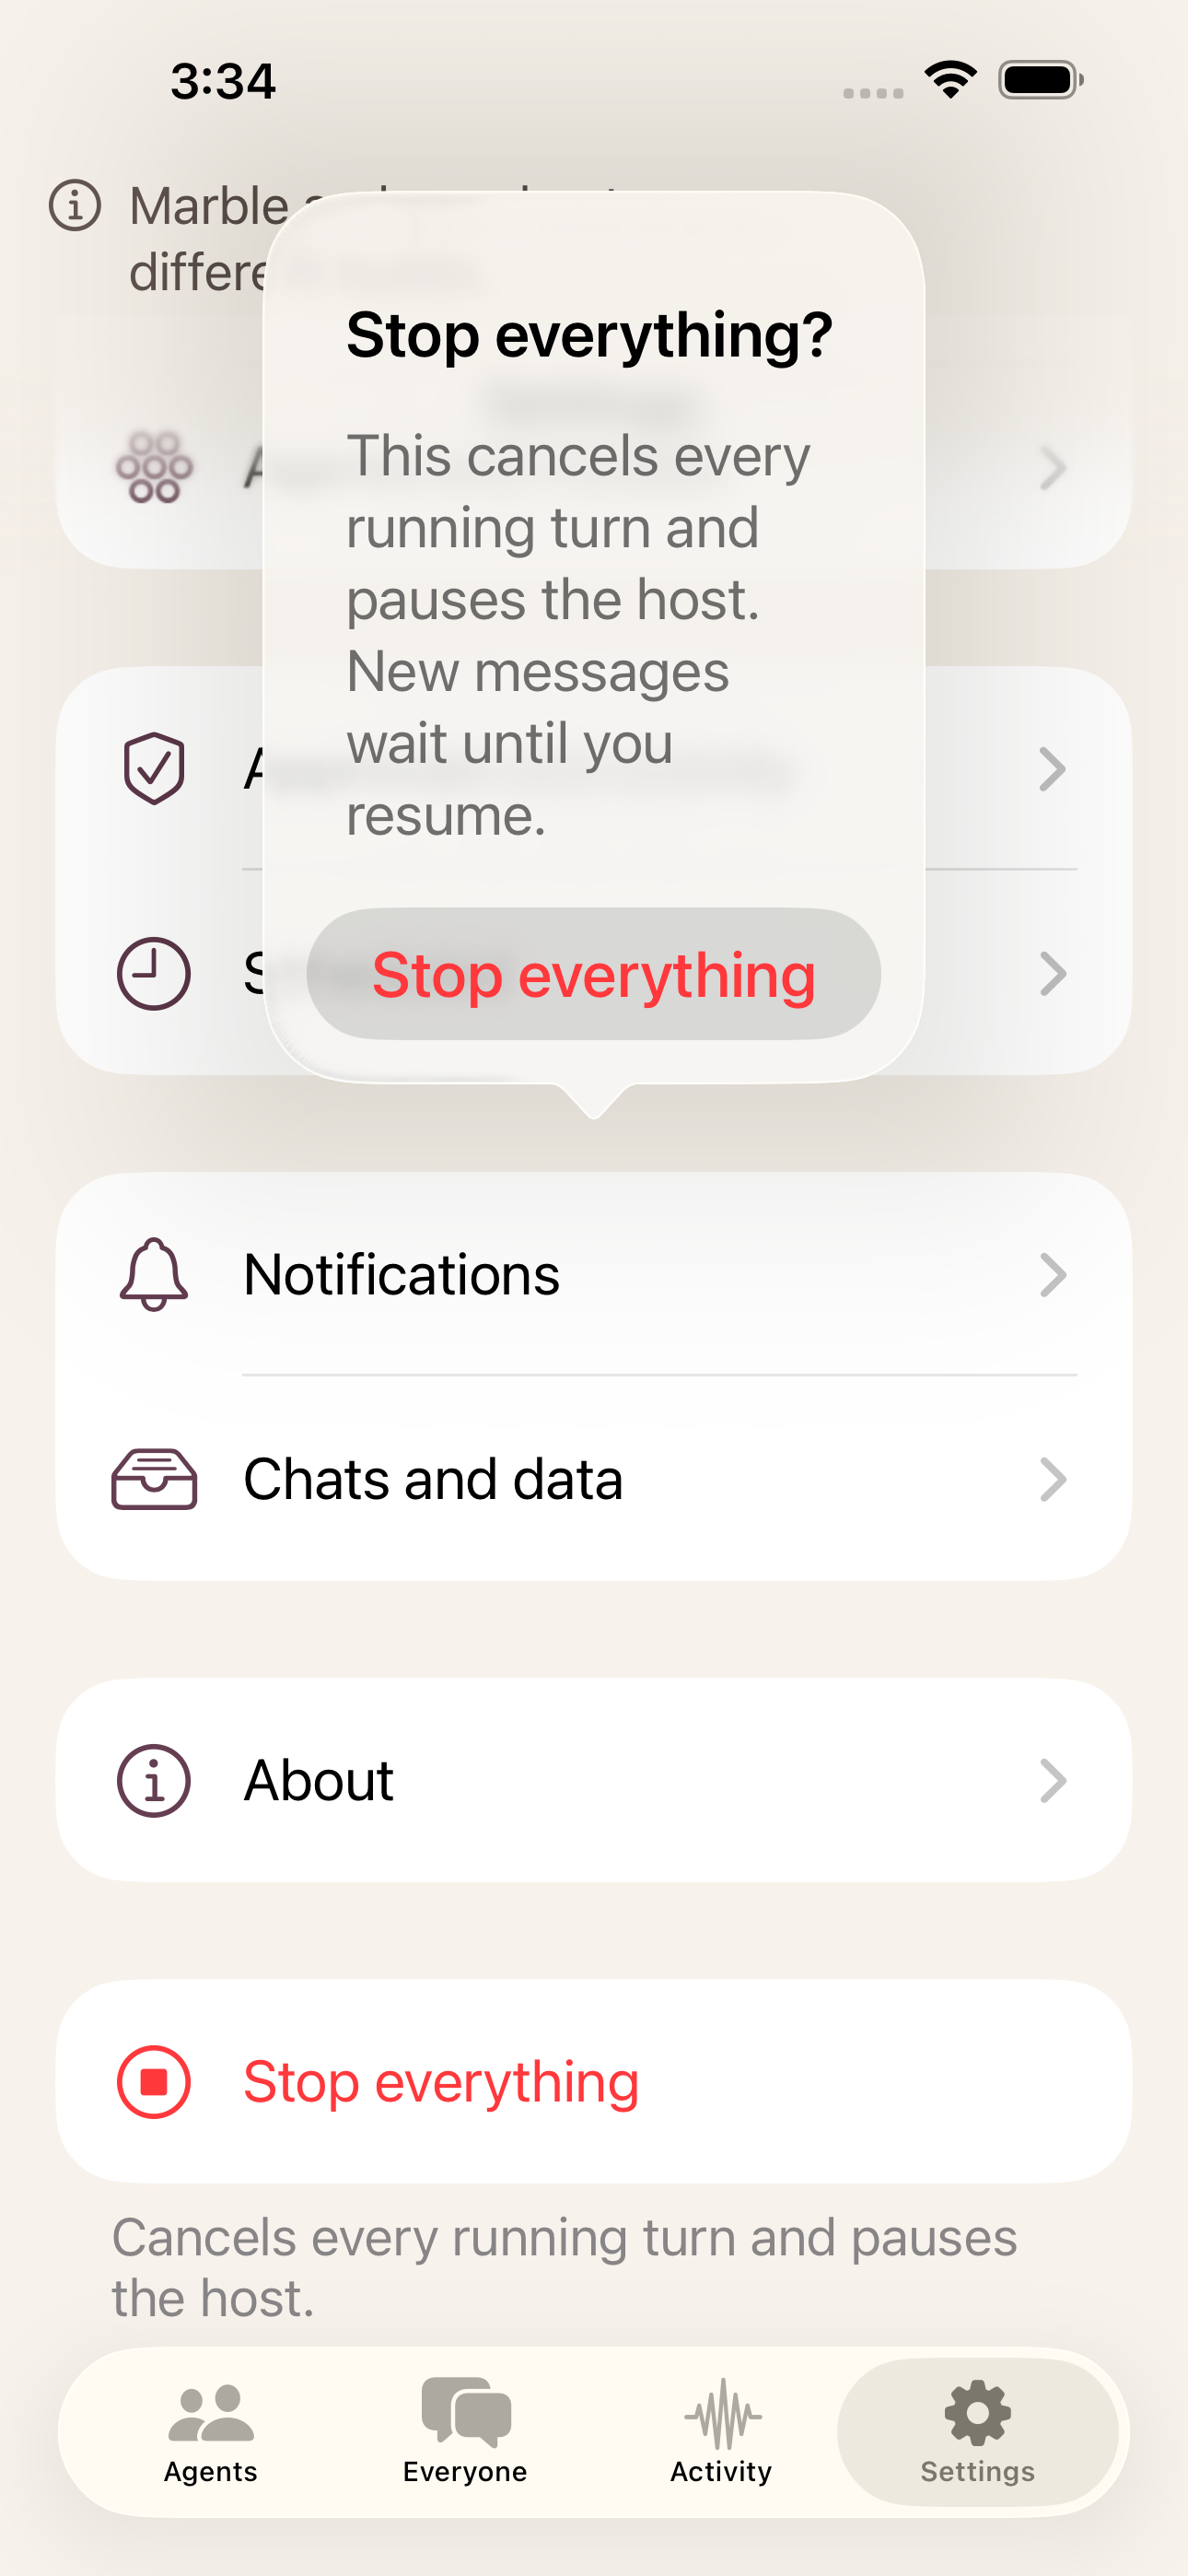 3:34
Marble
Stop everything?
This cancels every
running turn and
pauses the host.
New messages
wait until you
resume.
Stop everything
Notifications
Chats and data
About
Stop everything
Cancels every running turn and pauses
the host.
Agents
Everyone
Activity
Settings